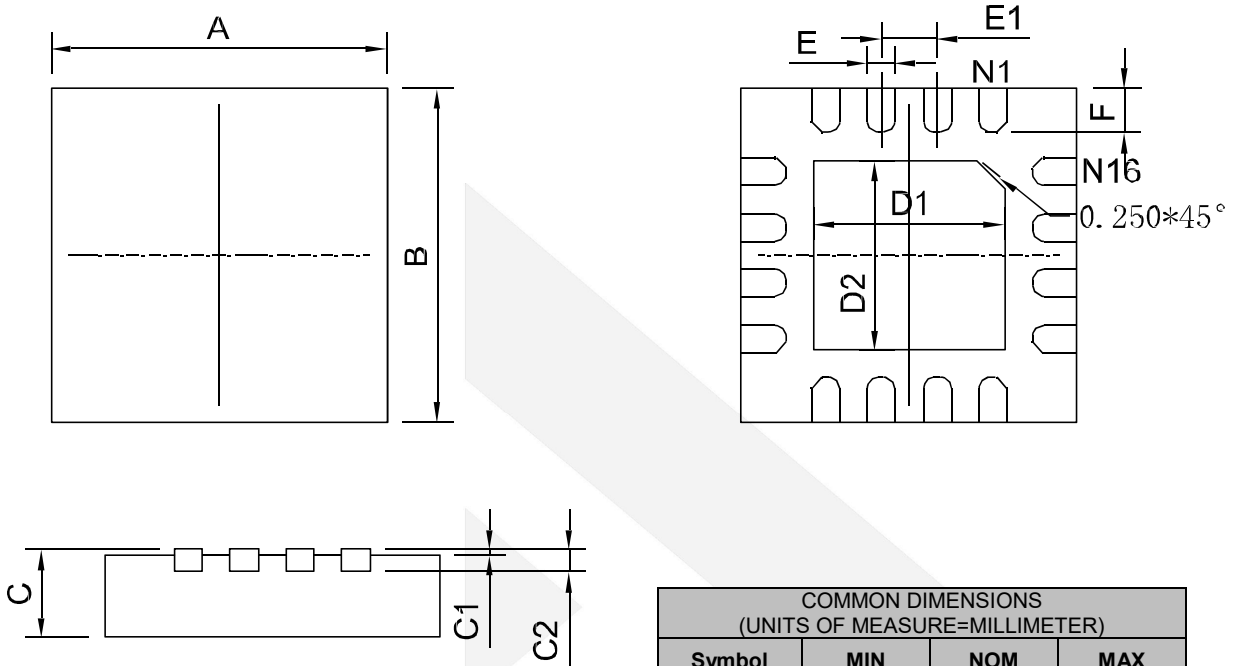 A
B
E1
E
N1
F
N16
D1
0.250*45°
D2
C
C1
C2
COMMON DIMENSIONS
(UNITS OF MEASURE=MILLIMETER)
Symbol MIN NOM MAX